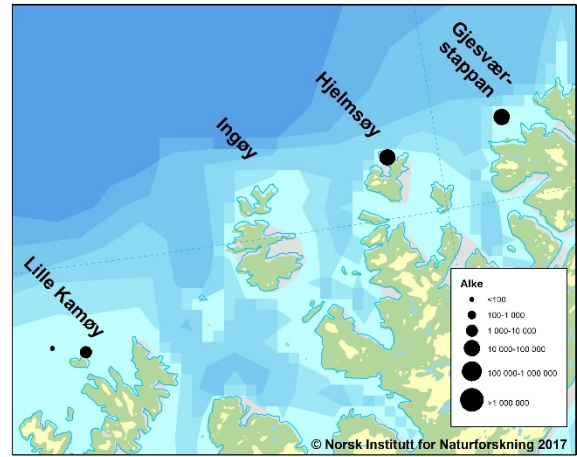 Gjesvær-
stappan
Hjelmsøy
Ingøy
Lille Kamøy
Alke
<100
100-1 000
1 000-10 000
10 000-100 000
100 000-1 000 000
>1 000 000
© Norsk Institutt for Naturforskning 2017